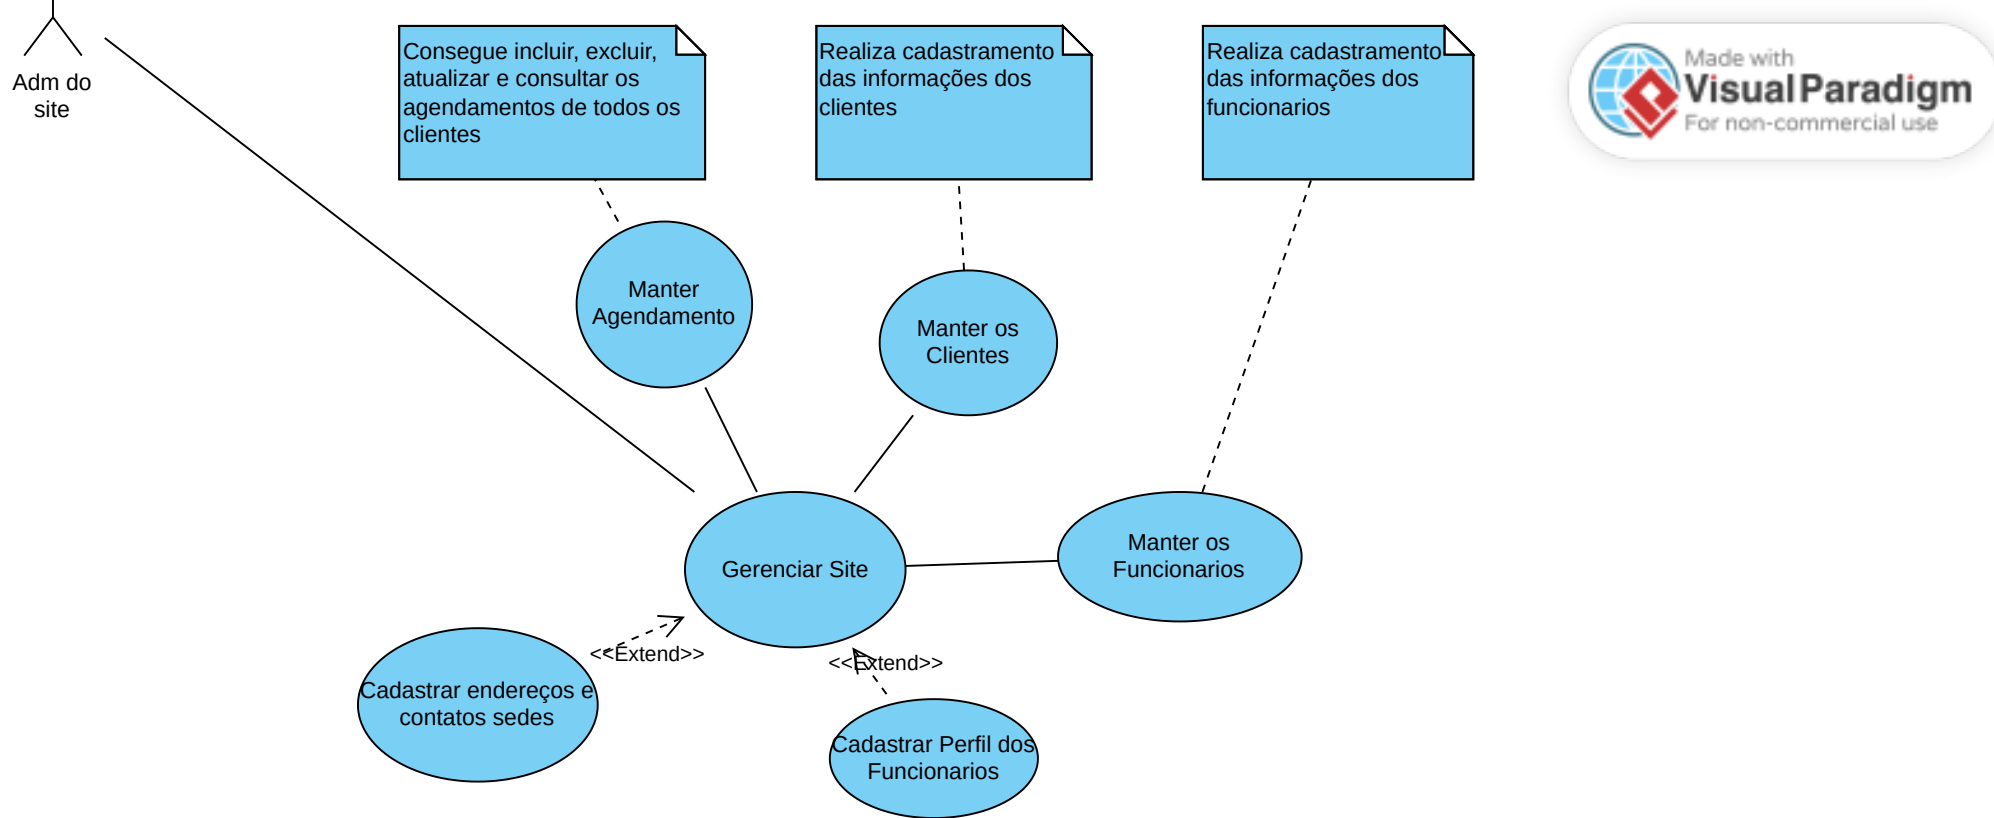 Adm do
site
Consegue incluir, excluir,
atualizar e consultar os
agendamentos de todos os
clientes
Realiza cadastramento
das informações dos
clientes
Realiza cadastramento
das informações dos
funcionarios
Made with
Visual Paradigm
For non-commercial use
Manter
Agendamento
Manter os
Clientes
Gerenciar Site
Manter os
Funcionarios
<<Extend>>
<<Extend>>
Cadastrar endereços e
contatos sedes
Cadastrar Perfil dos
Funcionarios